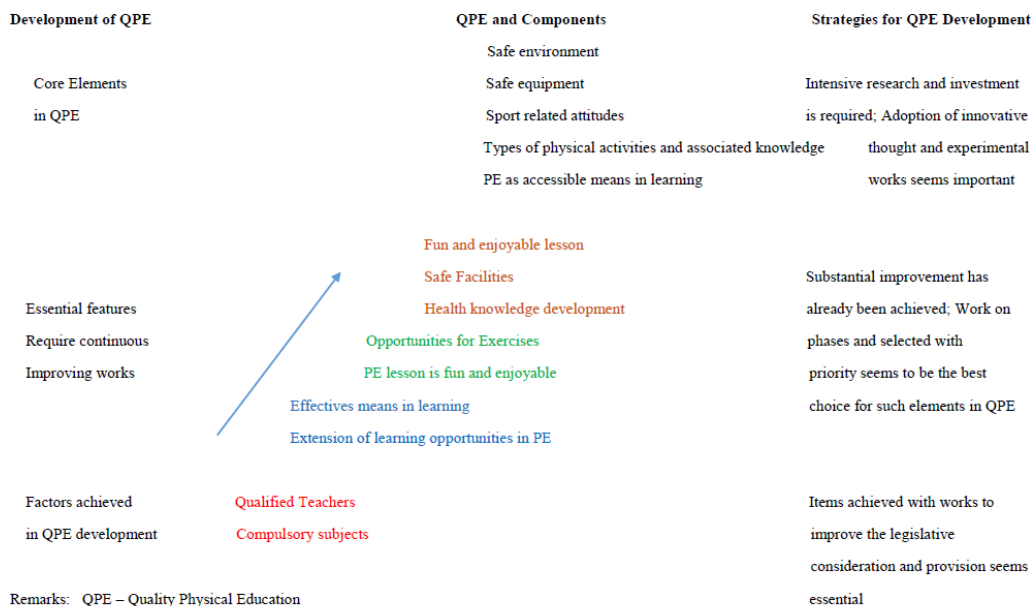 Development of QPE QPE and Components Strategies for QPE Development
Safe environment
Core Elements Safe equipment Intensive research and investment
in QPE Sport related attitudes is required; Adoption of innovative
Types of physical activities and associated knowledge thought and experimental
PE as accessible means in learning works seems important
Fun and enjoyable lesson
Safe Facilities Substantial improvement has
Essential features Health knowledge development already been achieved; Work on
Require continuous Opportunities for Exercises phases and selected with
Improving works PE lesson is fun and enjoyable priority seems to be the best
Effectives means in learning choice for such elements in QPE
Extension of learning opportunities in PE
Factors achieved Qualified Teachers Items achieved with works to
in QPE development Compulsory subjects improve the legislative
consideration and provision seems
Remarks: QPE – Quality Physical Education essential